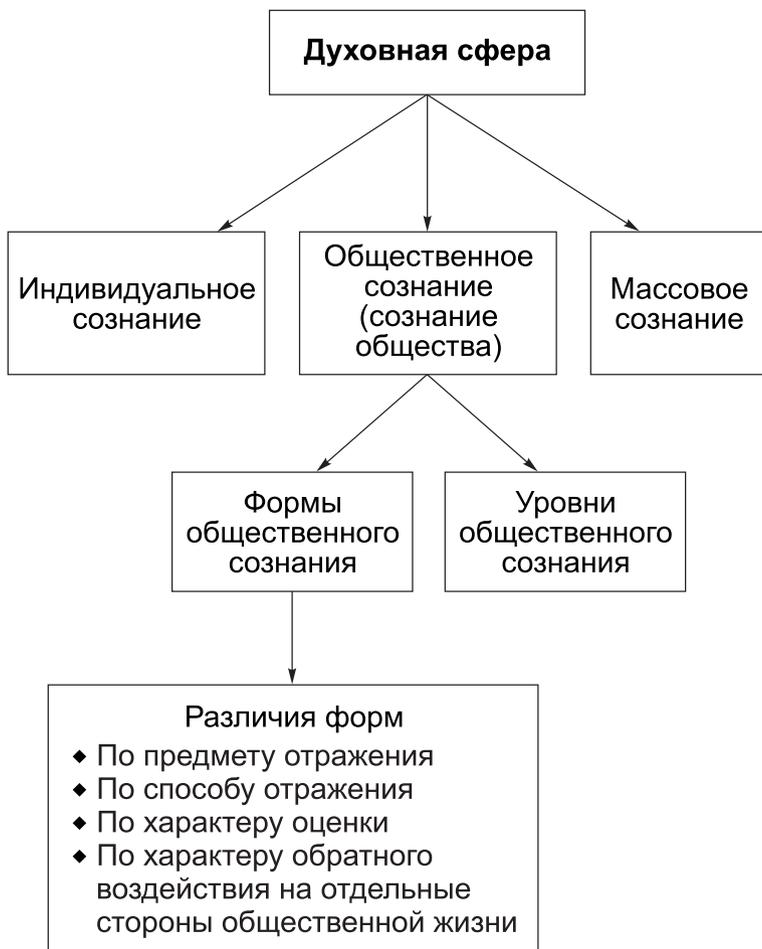 Духовная сфера
Индивидуальное
сознание
Общественное
сознание
(сознание
общества)
Массовое
сознание
Формы
общественного
сознания
Уровни
общественного
сознания
Различия форм
◆ По предмету отражения
◆ По способу отражения
◆ По характеру оценки
◆ По характеру обратного
воздействия на отдельные
стороны общественной жизни